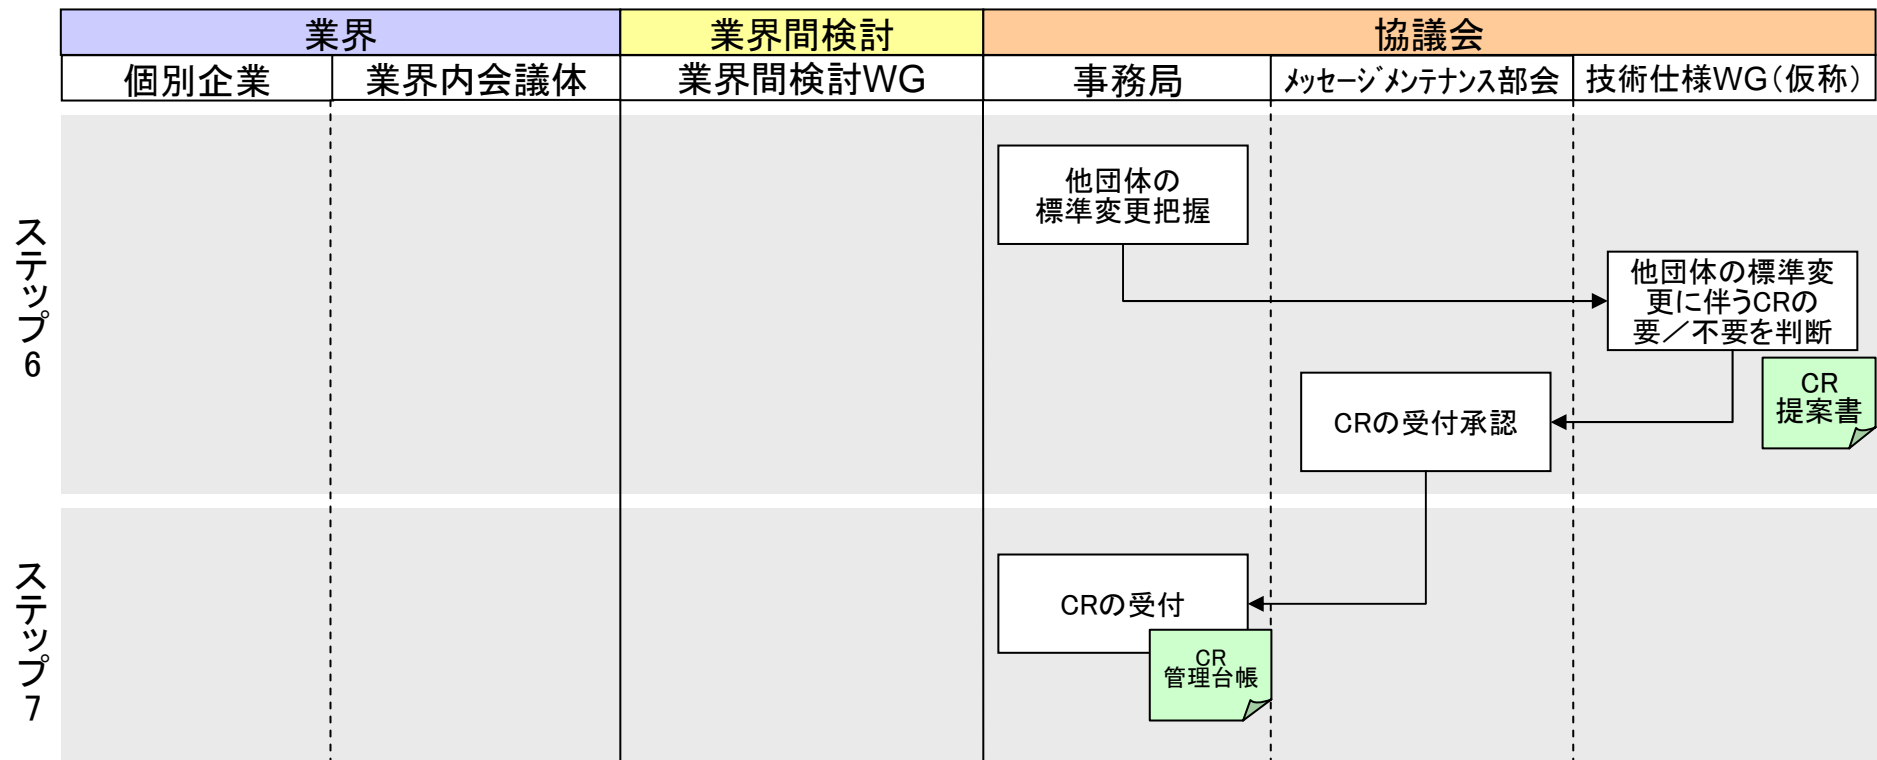 業界
業界間検討
協議会
個別企業
業界内会議体
業界間検討WG
事務局
ﾒｯｾｰｼﾞﾒﾝﾃﾅﾝｽ部会
技術仕様WG(仮称)
ステップ6
他団体の
標準変更把握
他団体の標準変
更に伴うCRの
要／不要を判断
CR
提案書
CRの受付承認
ステップ7
CRの受付
CR
管理台帳